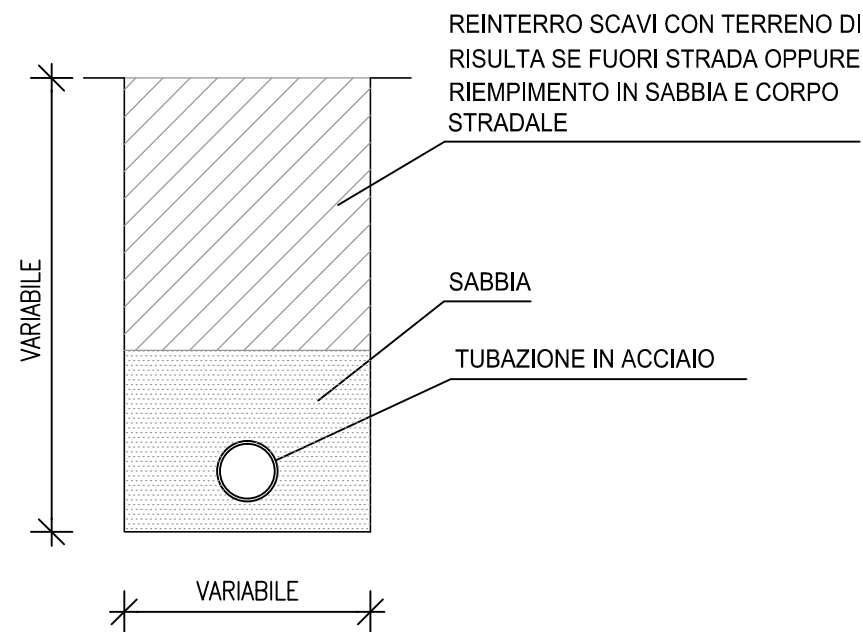 REINTERRO SCAVI CON TERRENO DI
RISULTA SE FUORI STRADA OPPURE
RIEMPIMENTO IN SABBIA E CORPO
STRADALE
VARIABILE
SABBIA
TUBAZIONE IN ACCIAIO
VARIABILE